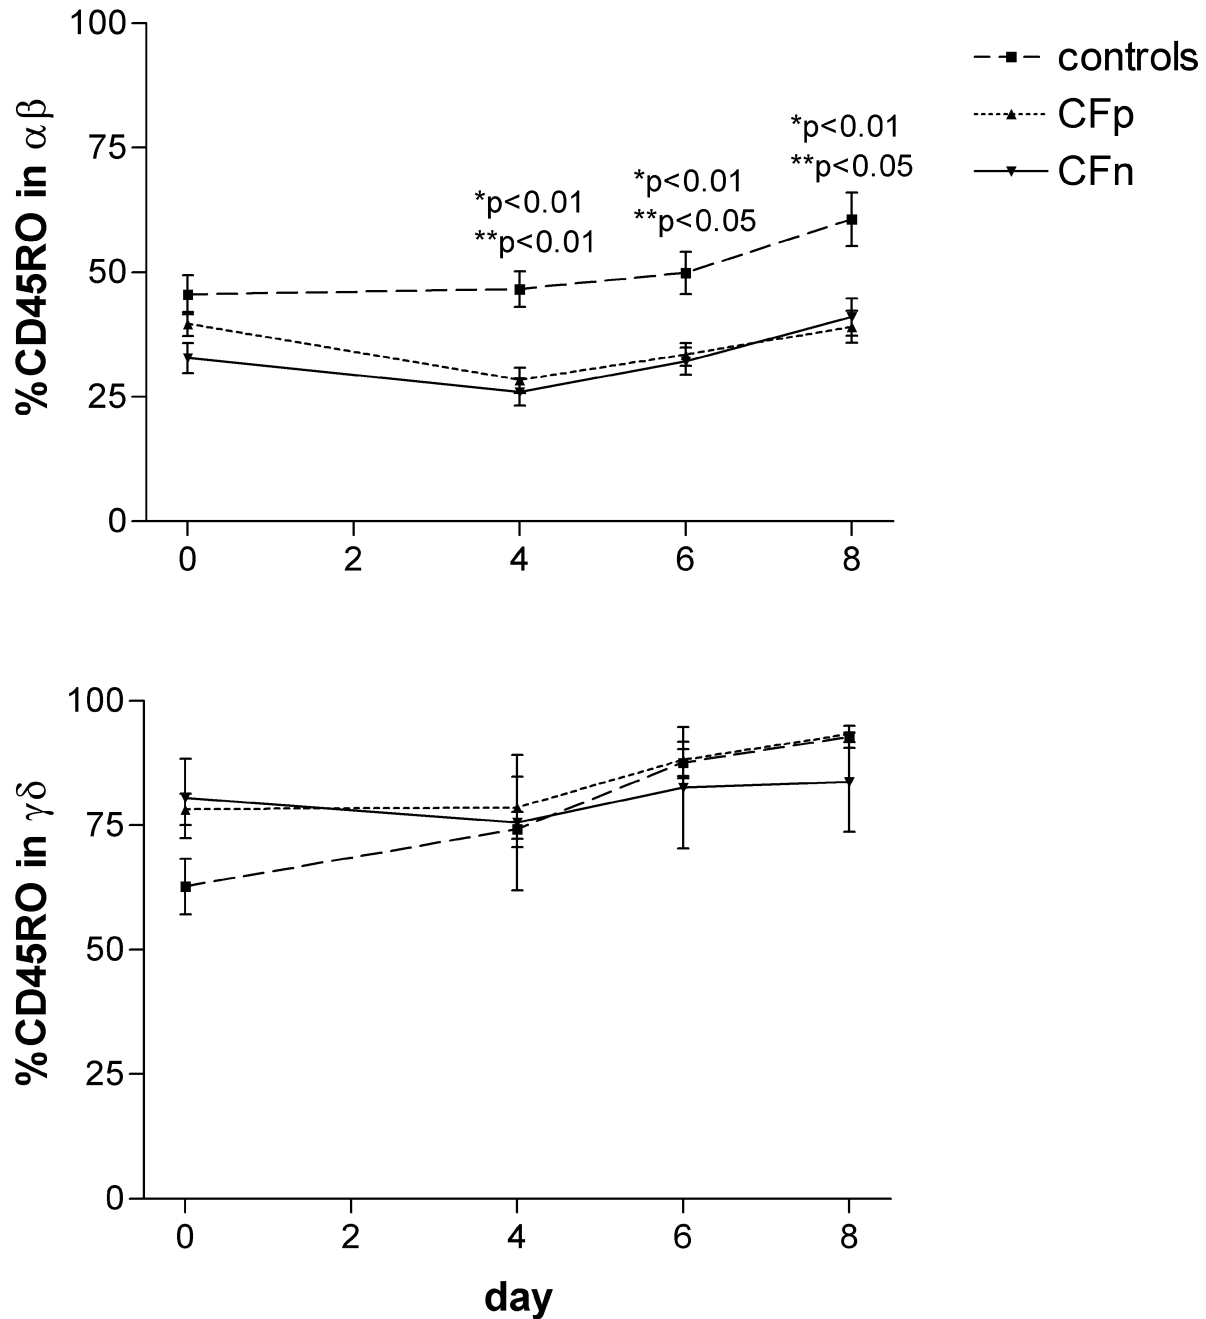 100
75
50
25
0
%CD45RO in αβ
*p<0.01
**p<0.01
*p<0.01
**p<0.05
*p<0.01
**p<0.05
0 2 4 6 8
controls
CFp
CFn
100
75
50
25
0
%CD45RO in γδ
0 2 4 6 8
day